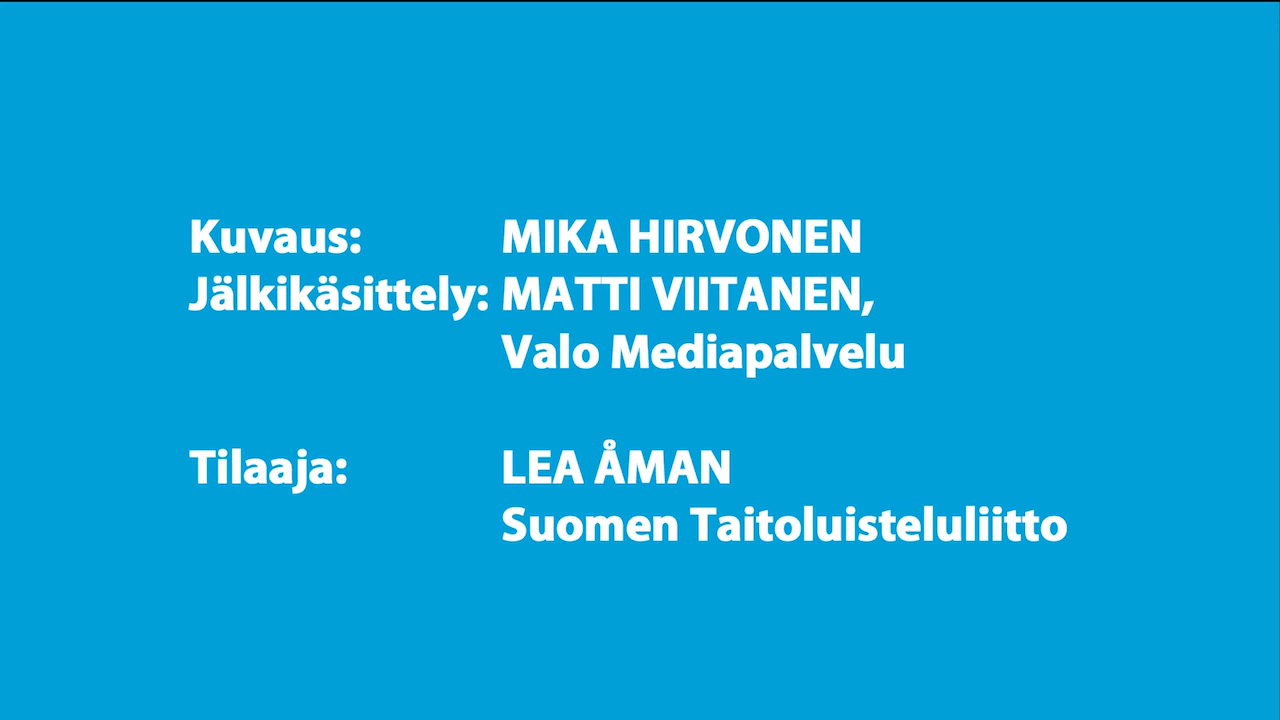 Kuvaus: MIKA HIRVONEN
Jälkikäsittely: MATTI VIITANEN,
Valo Mediapalvelu
Tilaaja: LEA ÅMAN
Suomen Taitoluisteluliitto